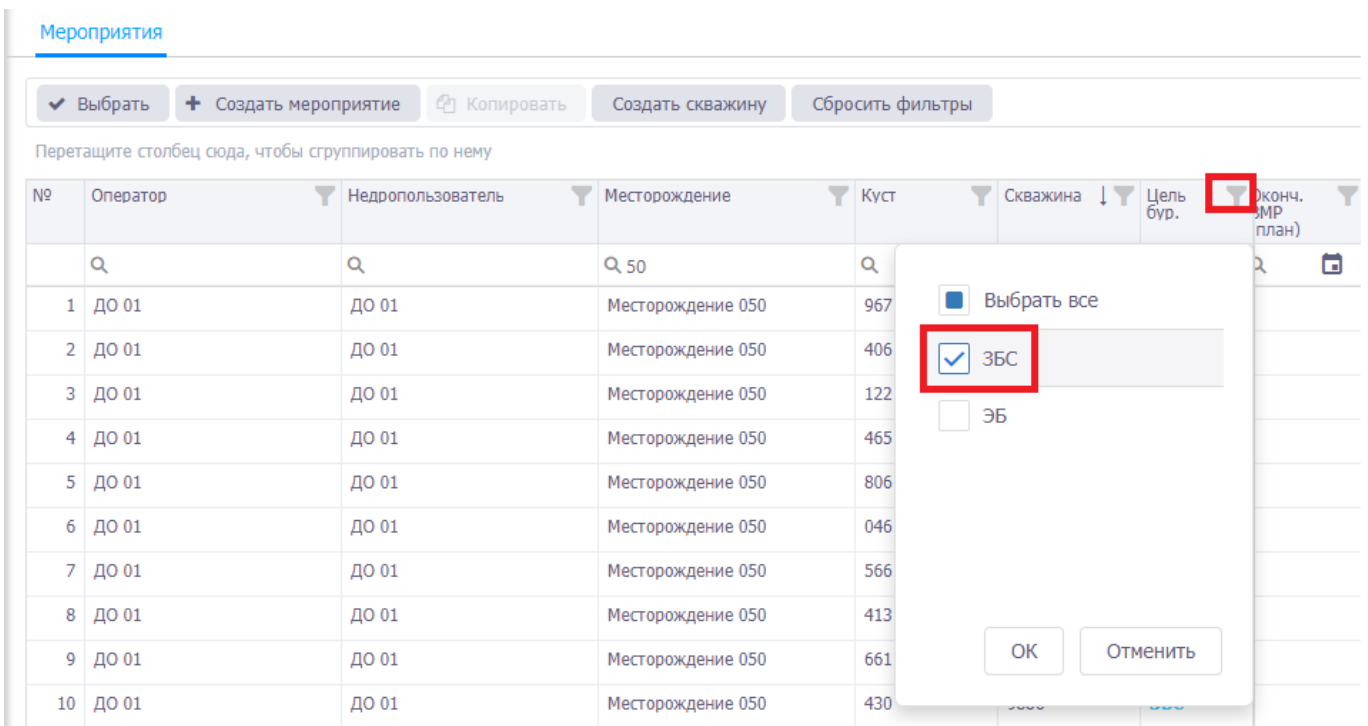 Мероприятия
Выбрать Создать мероприятие Копировать Создать скважину Сбросить фильтры
Перетащите столбец сюда, чтобы сгруппировать по нему
№ Оператор Недропользователь Месторождение Куст Скважина Цель бур. план)
50
1 ДО 01 ДО 01 Месторождение 050 967
2 ДО 01 ДО 01 Месторождение 050 406
3 ДО 01 ДО 01 Месторождение 050 122
4 ДО 01 ДО 01 Месторождение 050 465
5 ДО 01 ДО 01 Месторождение 050 806
6 ДО 01 ДО 01 Месторождение 050 046
7 ДО 01 ДО 01 Месторождение 050 566
8 ДО 01 ДО 01 Месторождение 050 413
9 ДО 01 ДО 01 Месторождение 050 661
10 ДО 01 ДО 01 Месторождение 050 430
Выбрать все
ЗБС
ЭБ
ОК Отменить